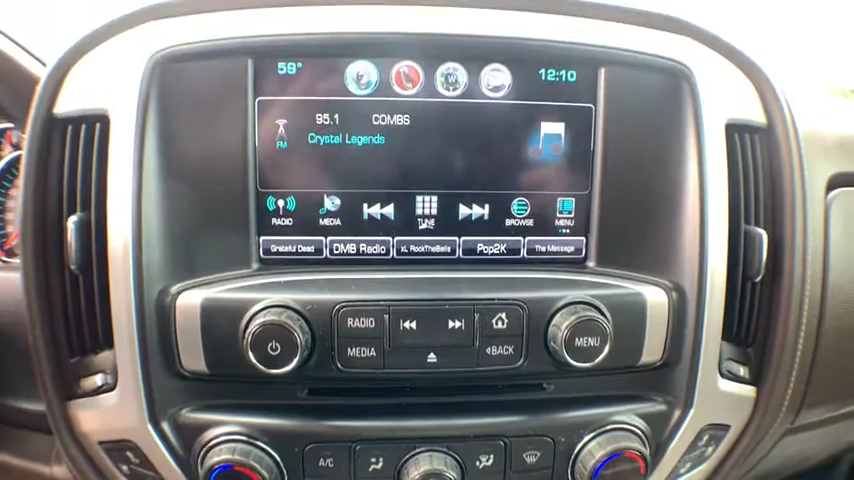 59° 12:10
95.1 COMBS
FM Crystal Legends
RADIO MEDIA TUNE BROWSE MENU
Grateful Dead DMB Radio xL RockTheBells Pop2K The Message
RADIO
MEDIA BACK
MENU
A/C